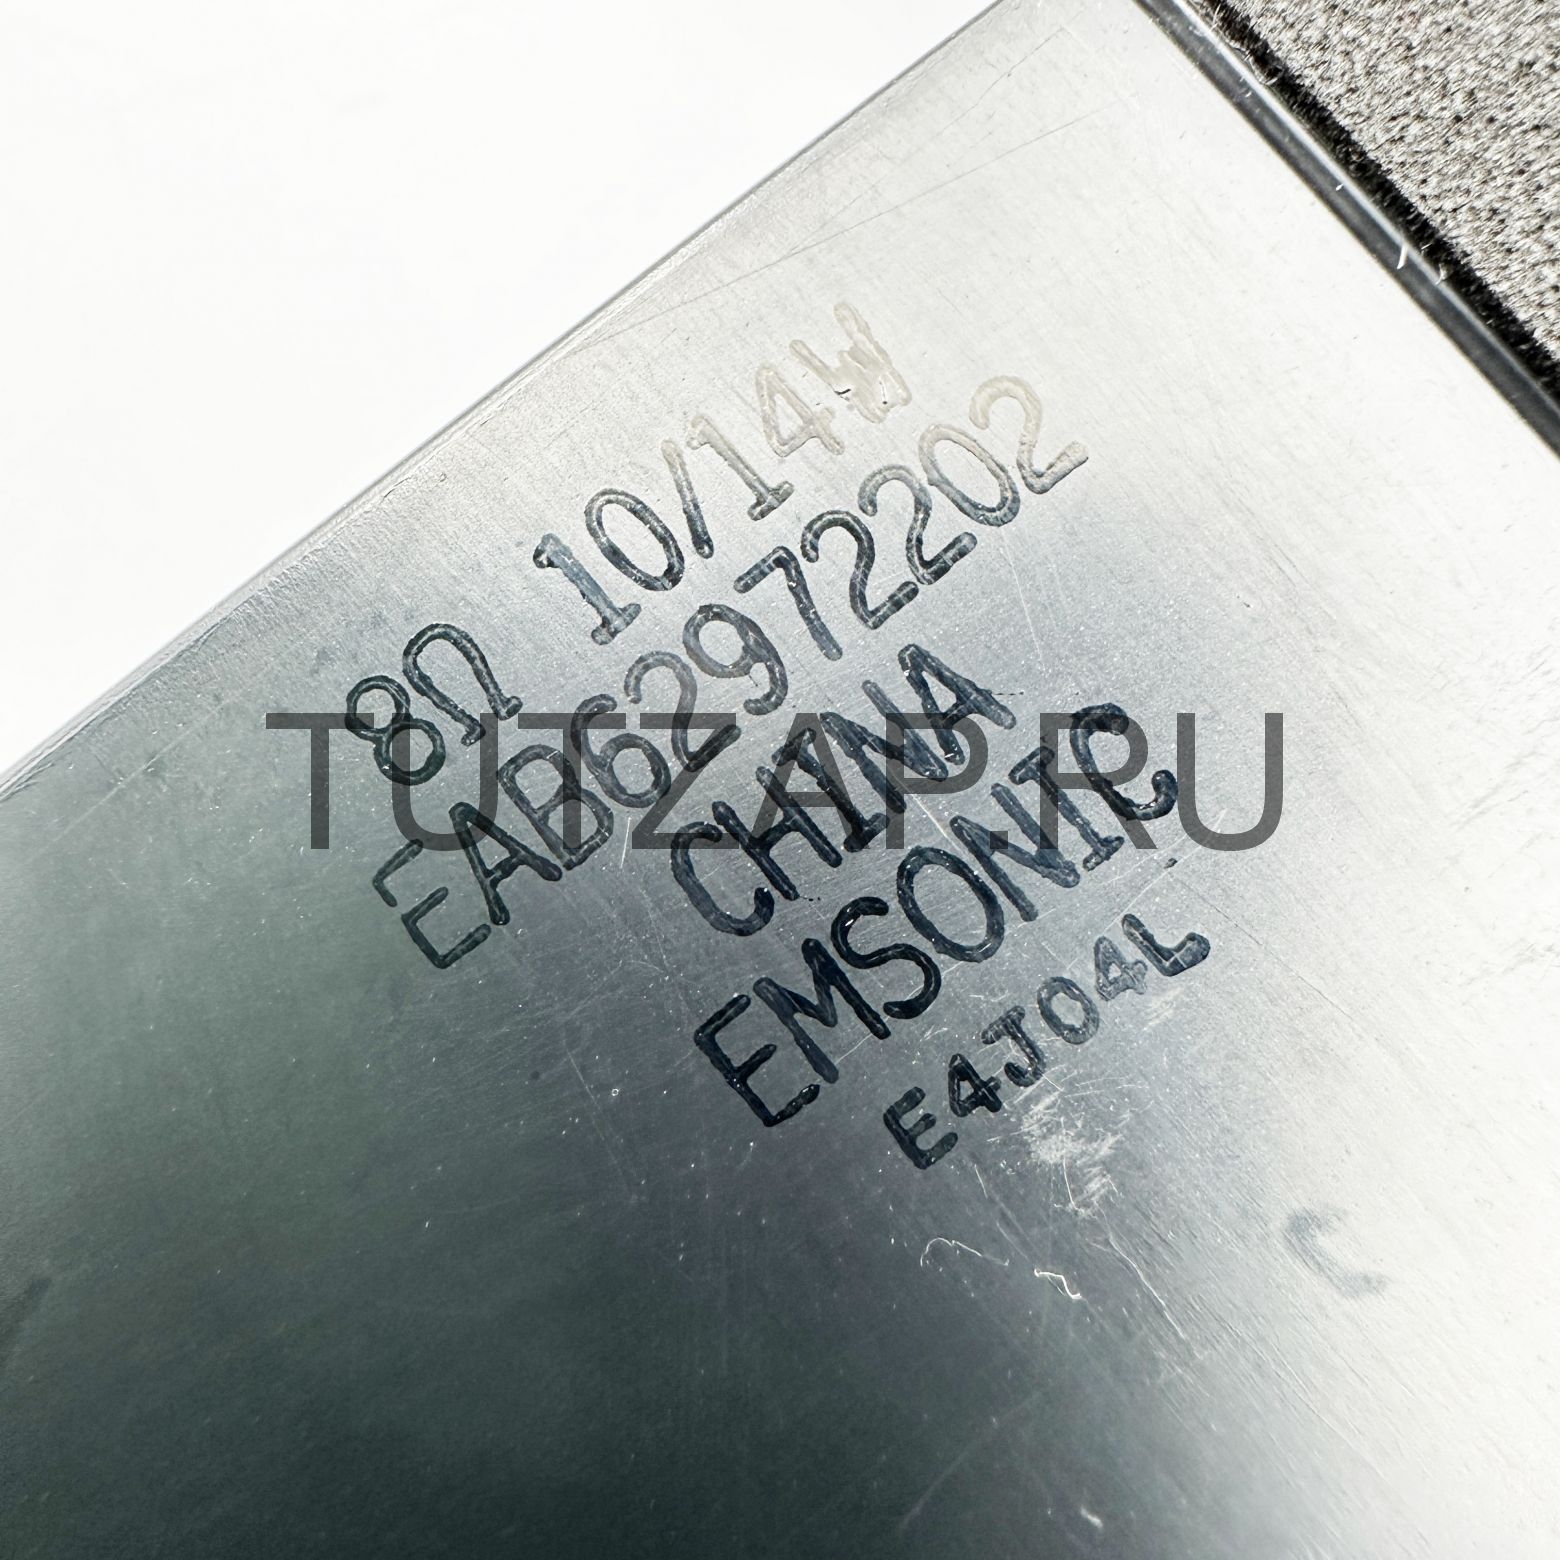 8Ω 10/14W
EAB62972202
CHINA
EMSONIC
E4J04L
TUTZAP.RU